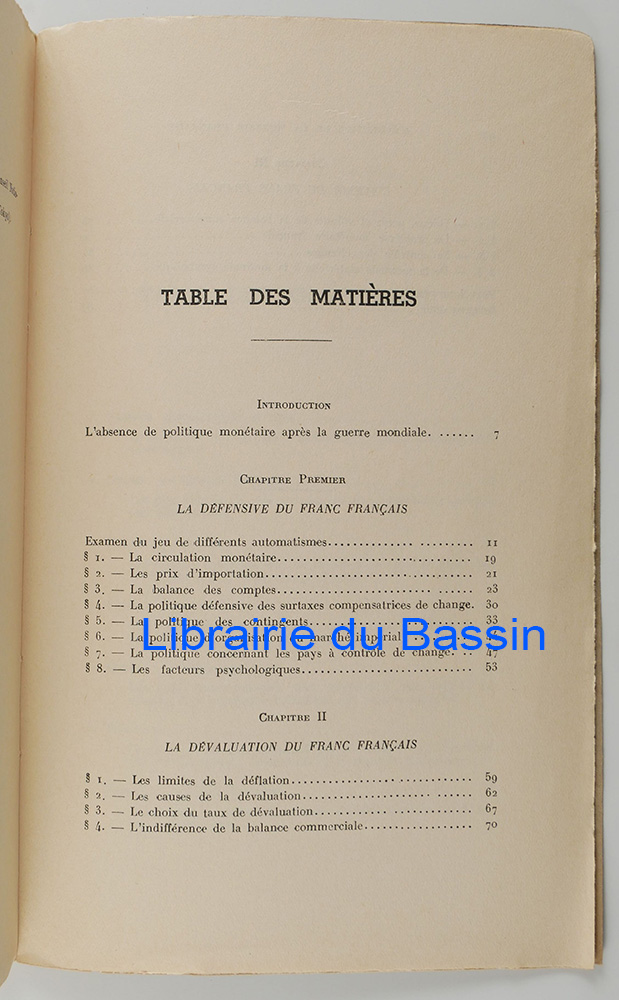 TABLE DES MATIÈRES
INTRODUCTION
L'absence de politique monétaire après la guerre mondiale. ...... 7
CHAPITRE PREMIER
LA DÉFENSIVE DU FRANC FRANÇAIS
Examen du jeu de différents automatismes.............. ......... 11
§ 1. — La circulation monétaire................................ 19
§ 2. — Les prix d'importation.................................. 21
§ 3. — La balance des comptes........................ ...... 23
§ 4. — La politique défensive des surtaxes compensatrices de change. 30
§ 5. — La politique des contingents............................ 33
§ 6. — La politique d'organisation du marché impérial
§ 7. — La politique concernant les pays à contrôle de change. .. 47
§ 8. — Les facteurs psychologiques............................. 53
Librairie du Bassin
CHAPITRE II
LA DÉVALUATION DU FRANC FRANÇAIS
§ 1. — Les limites de la déflation................ ............ 59
§ 2. — Les causes de la dévaluation............................ 62
§ 3. — Le choix du taux de dévaluation............ ............ 67
§ 4. — L'indifférence de la balance commerciale................ 70